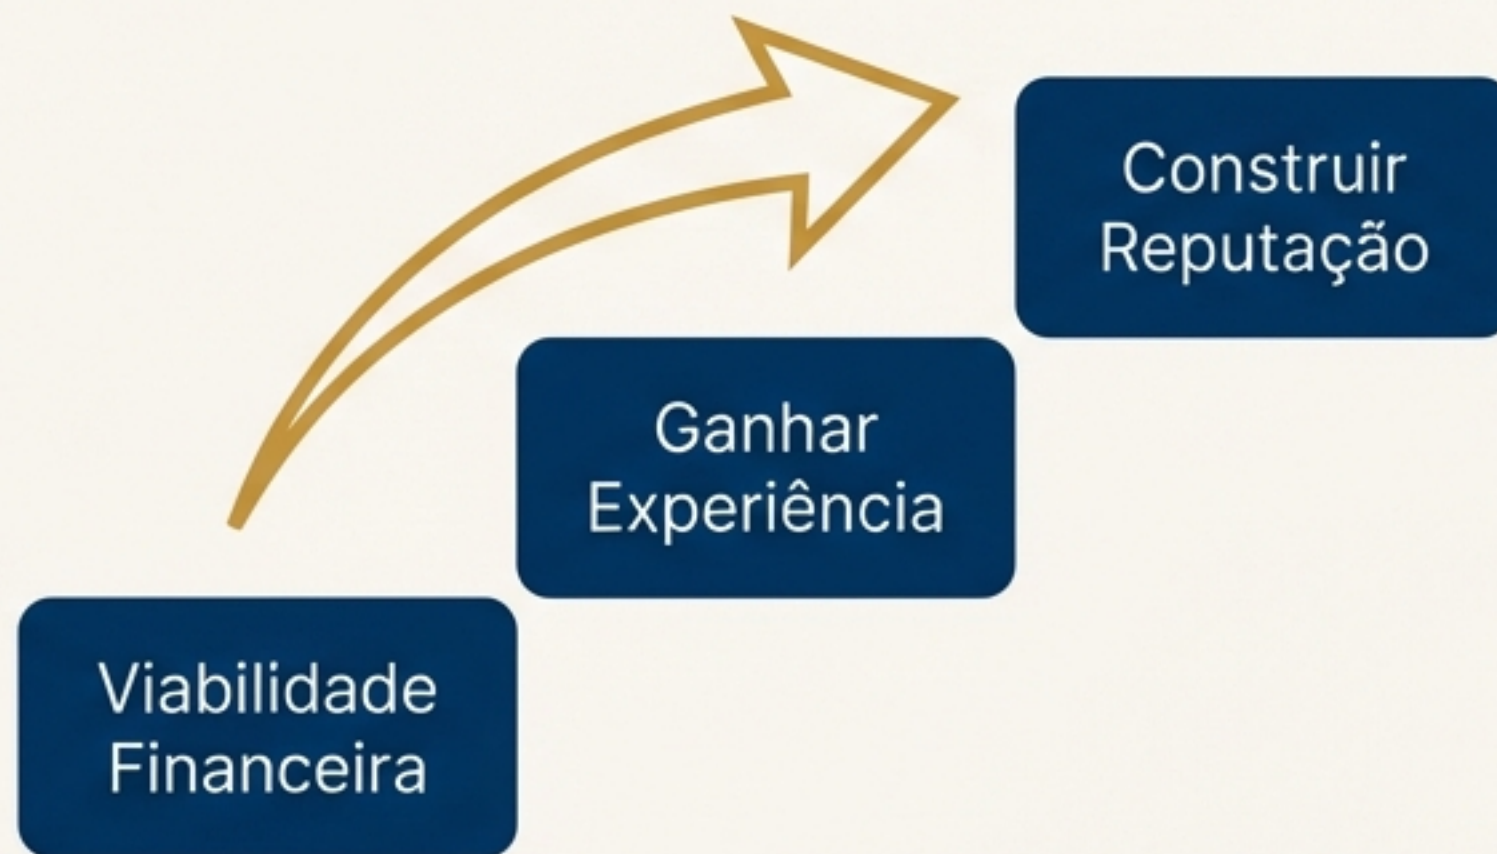 Construir
Reputação
Ganhar
Experiência
Viabilidade
Financeira